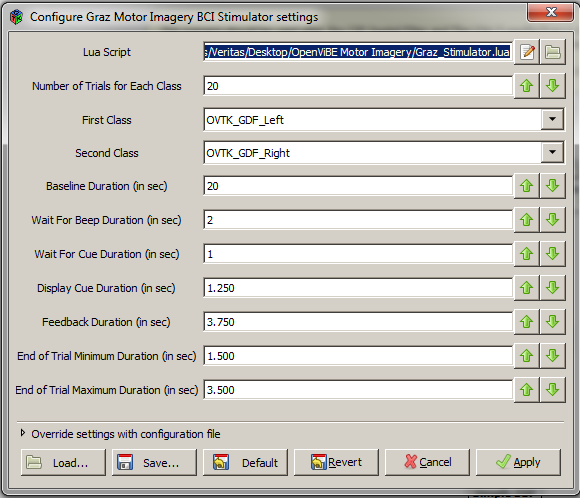 Configure Graz Motor Imagery BCI Stimulator settings
Lua Script s/Veritas/Desktop/OpenViBE Motor Imagery/Graz_Stimulator.lua
Number of Trials for Each Class 20
First Class OVTK_GDF_Left
Second Class OVTK_GDF_Right
Baseline Duration (in sec) 20
Wait For Beep Duration (in sec) 2
Wait For Cue Duration (in sec) 1
Display Cue Duration (in sec) 1.250
Feedback Duration (in sec) 3.750
End of Trial Minimum Duration (in sec) 1.500
End of Trial Maximum Duration (in sec) 3.500
Override settings with configuration file
Load... Save... Default Revert Cancel Apply